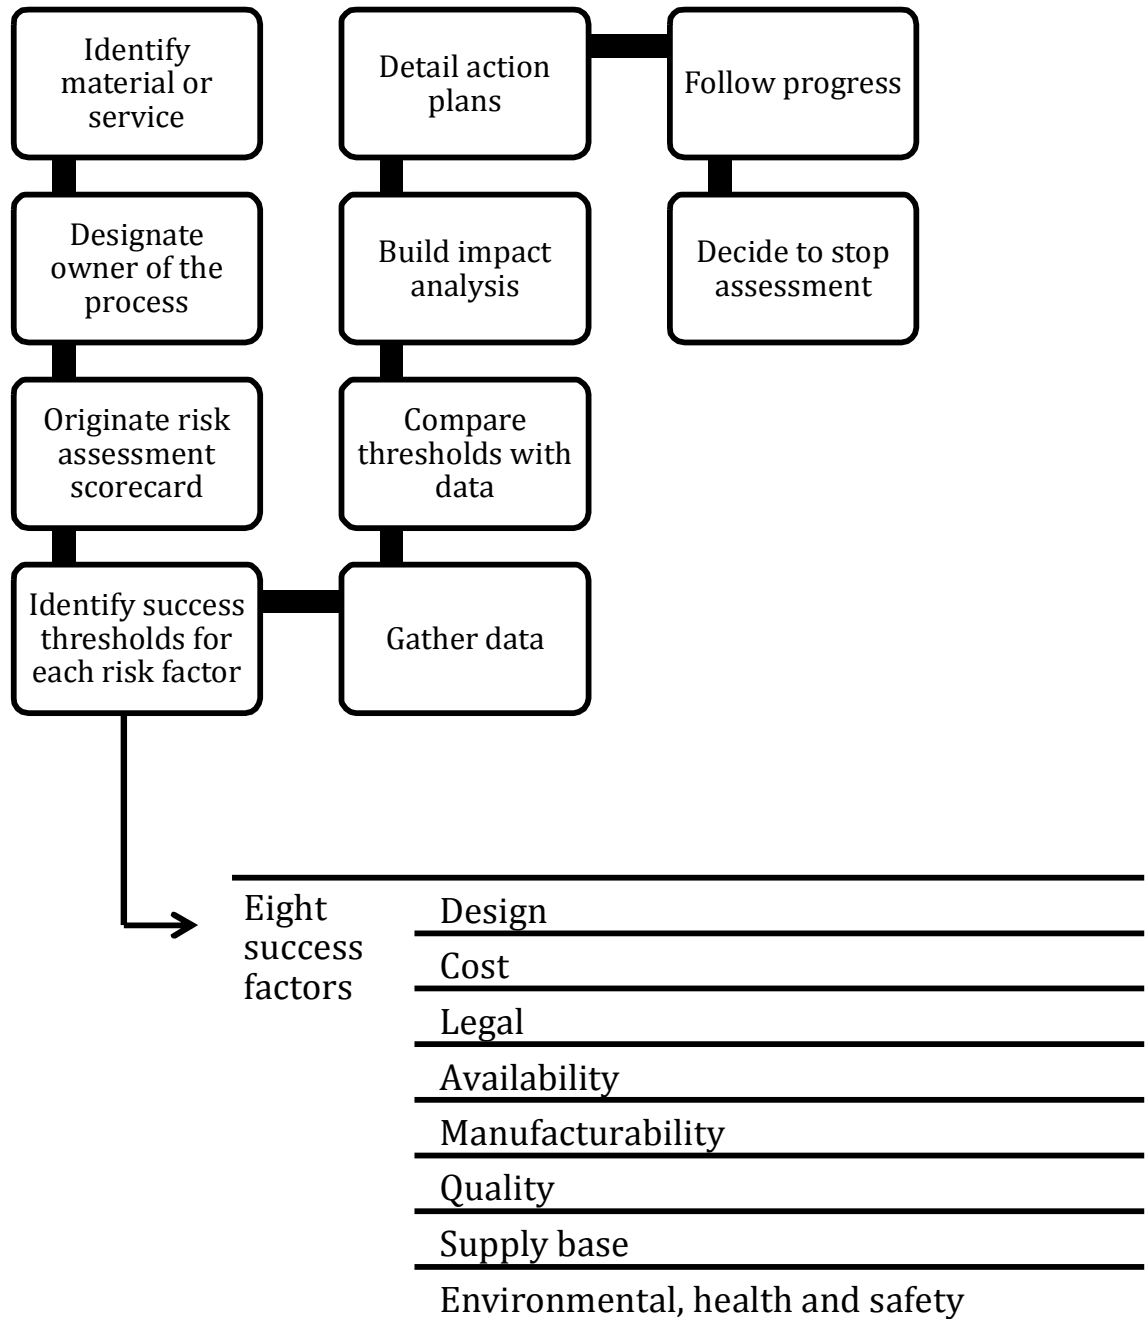 Identify
material or
service
Designate
owner of the
process
Originate risk
assessment
scorecard
Identify success
thresholds for
each risk factor
Gather data
Compare
thresholds with
data
Build impact
analysis
Detail action
plans
Follow progress
Decide to stop
assessment
Eight
success
factors
Design
Cost
Legal
Availability
Manufacturability
Quality
Supply base
Environmental, health and safety